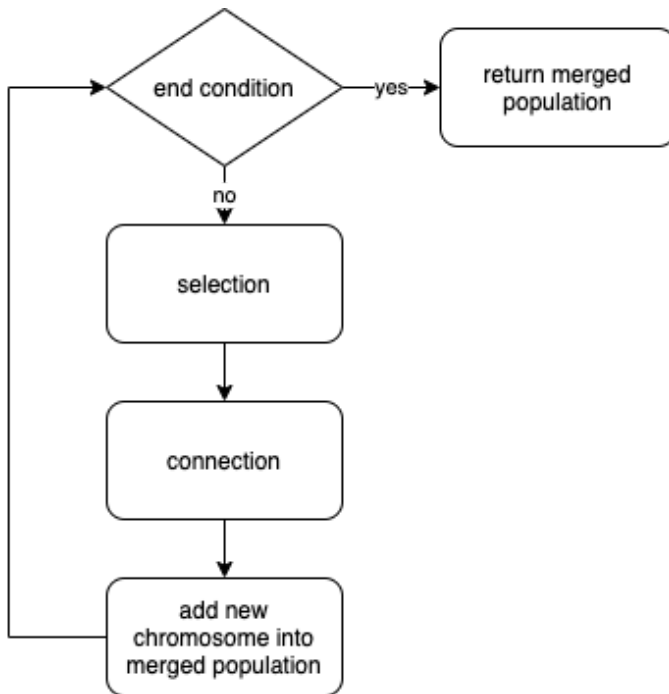 end condition
yes
return merged
population
no
selection
connection
add new
chromosome into
merged population